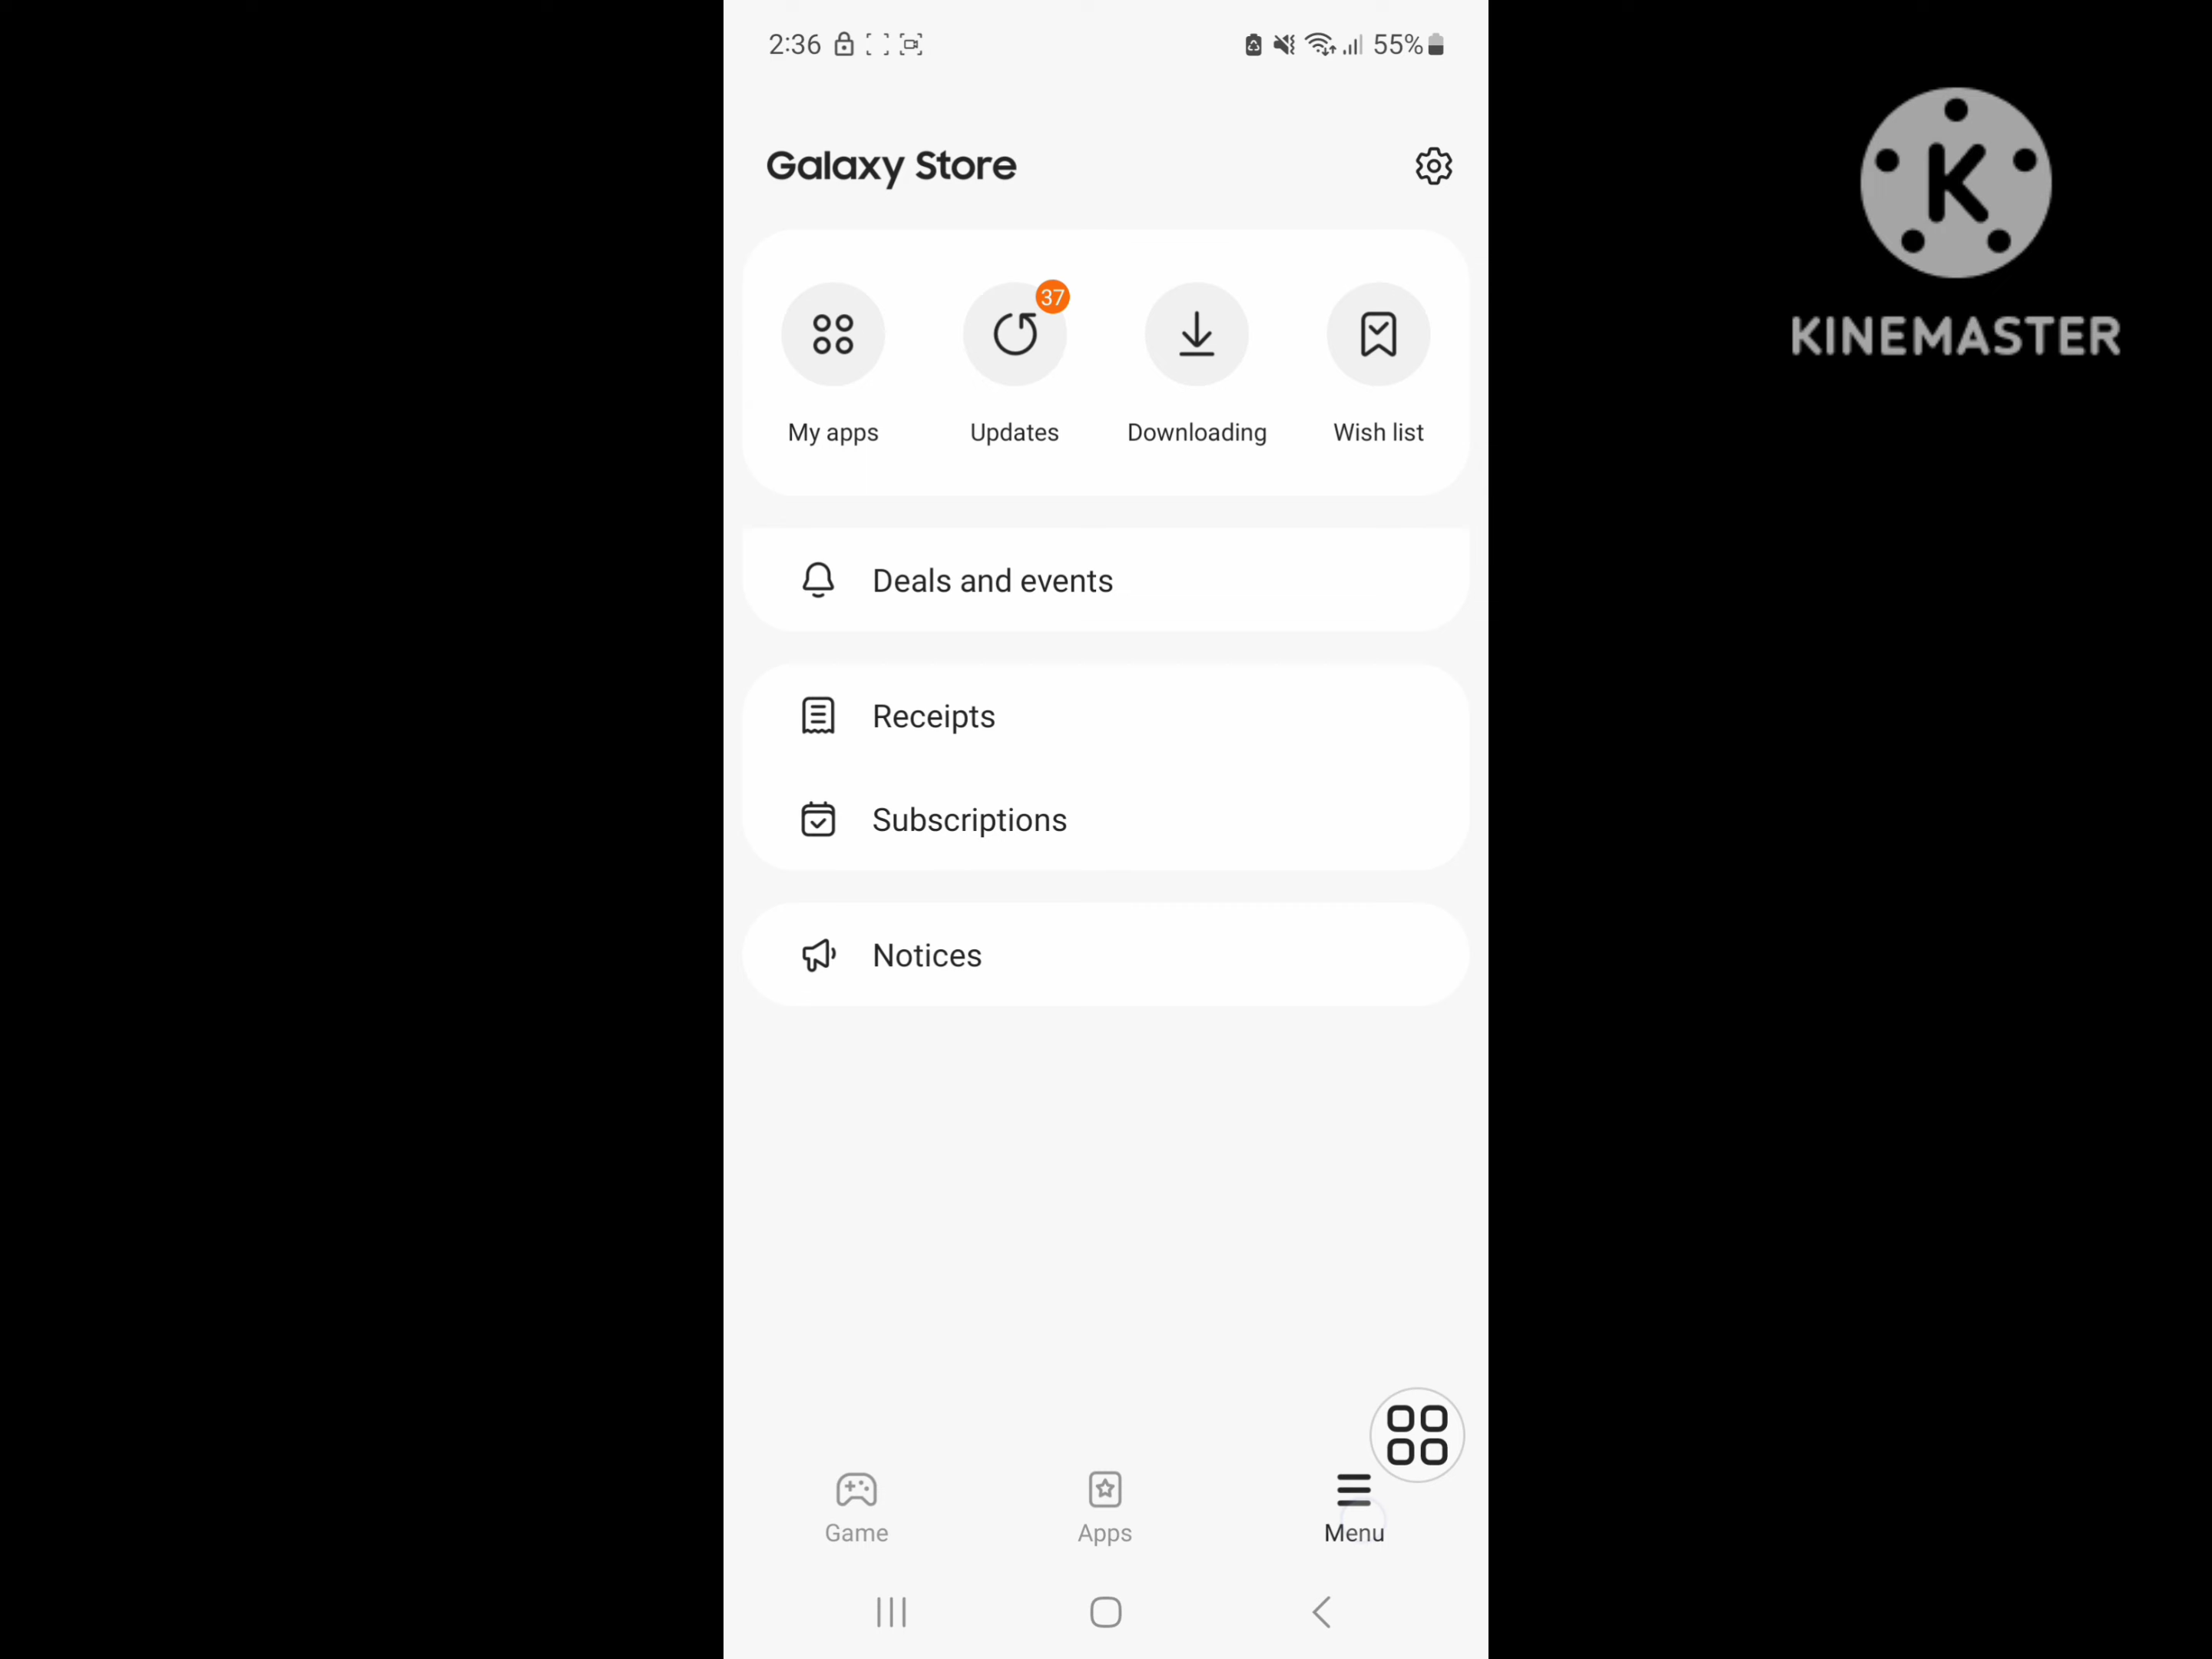 2:36
55%
Galaxy Store
K
KINEMASTER
37
My apps
Updates
Downloading
Wish list
Deals and events
Receipts
Subscriptions
Notices
Game
Apps
Menu